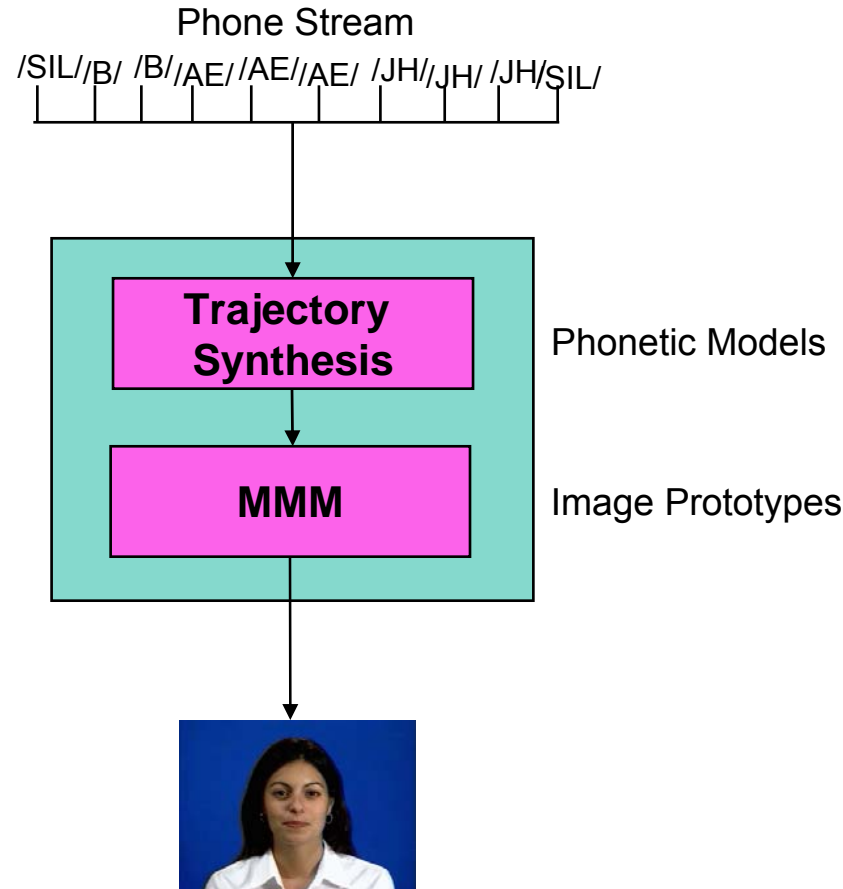 Phone Stream
/SIL//B/ /B//AE/ /AE//AE/ /JH//JH/ /JH//SIL/
Trajectory
Synthesis
Phonetic Models
MMM
Image Prototypes